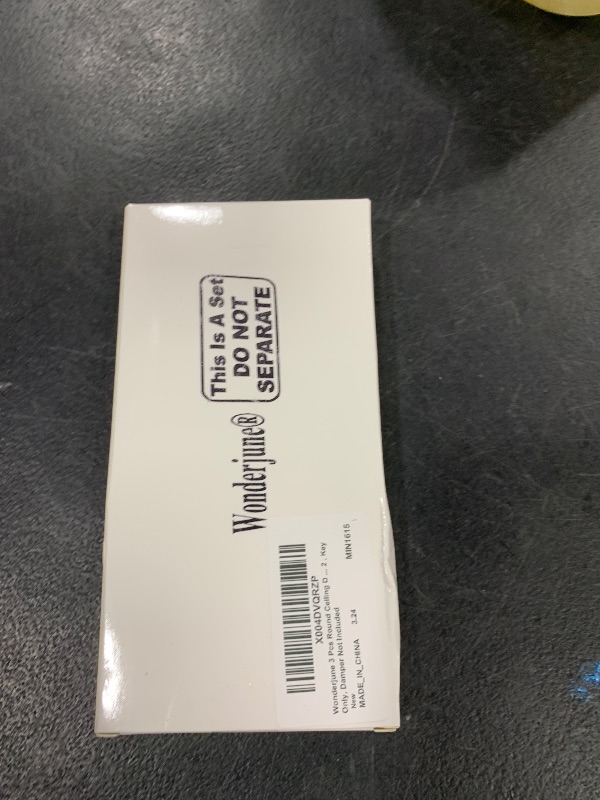 This Is A Set
DO NOT
SEPARATE
Wonderjune®
X004DVQRZP
Wonderjune 3 Pcs Round Ceiling D ... 2 , Key
Only, Damper Not Included
New 3.24 MIN1615
MADE_IN_CHINA